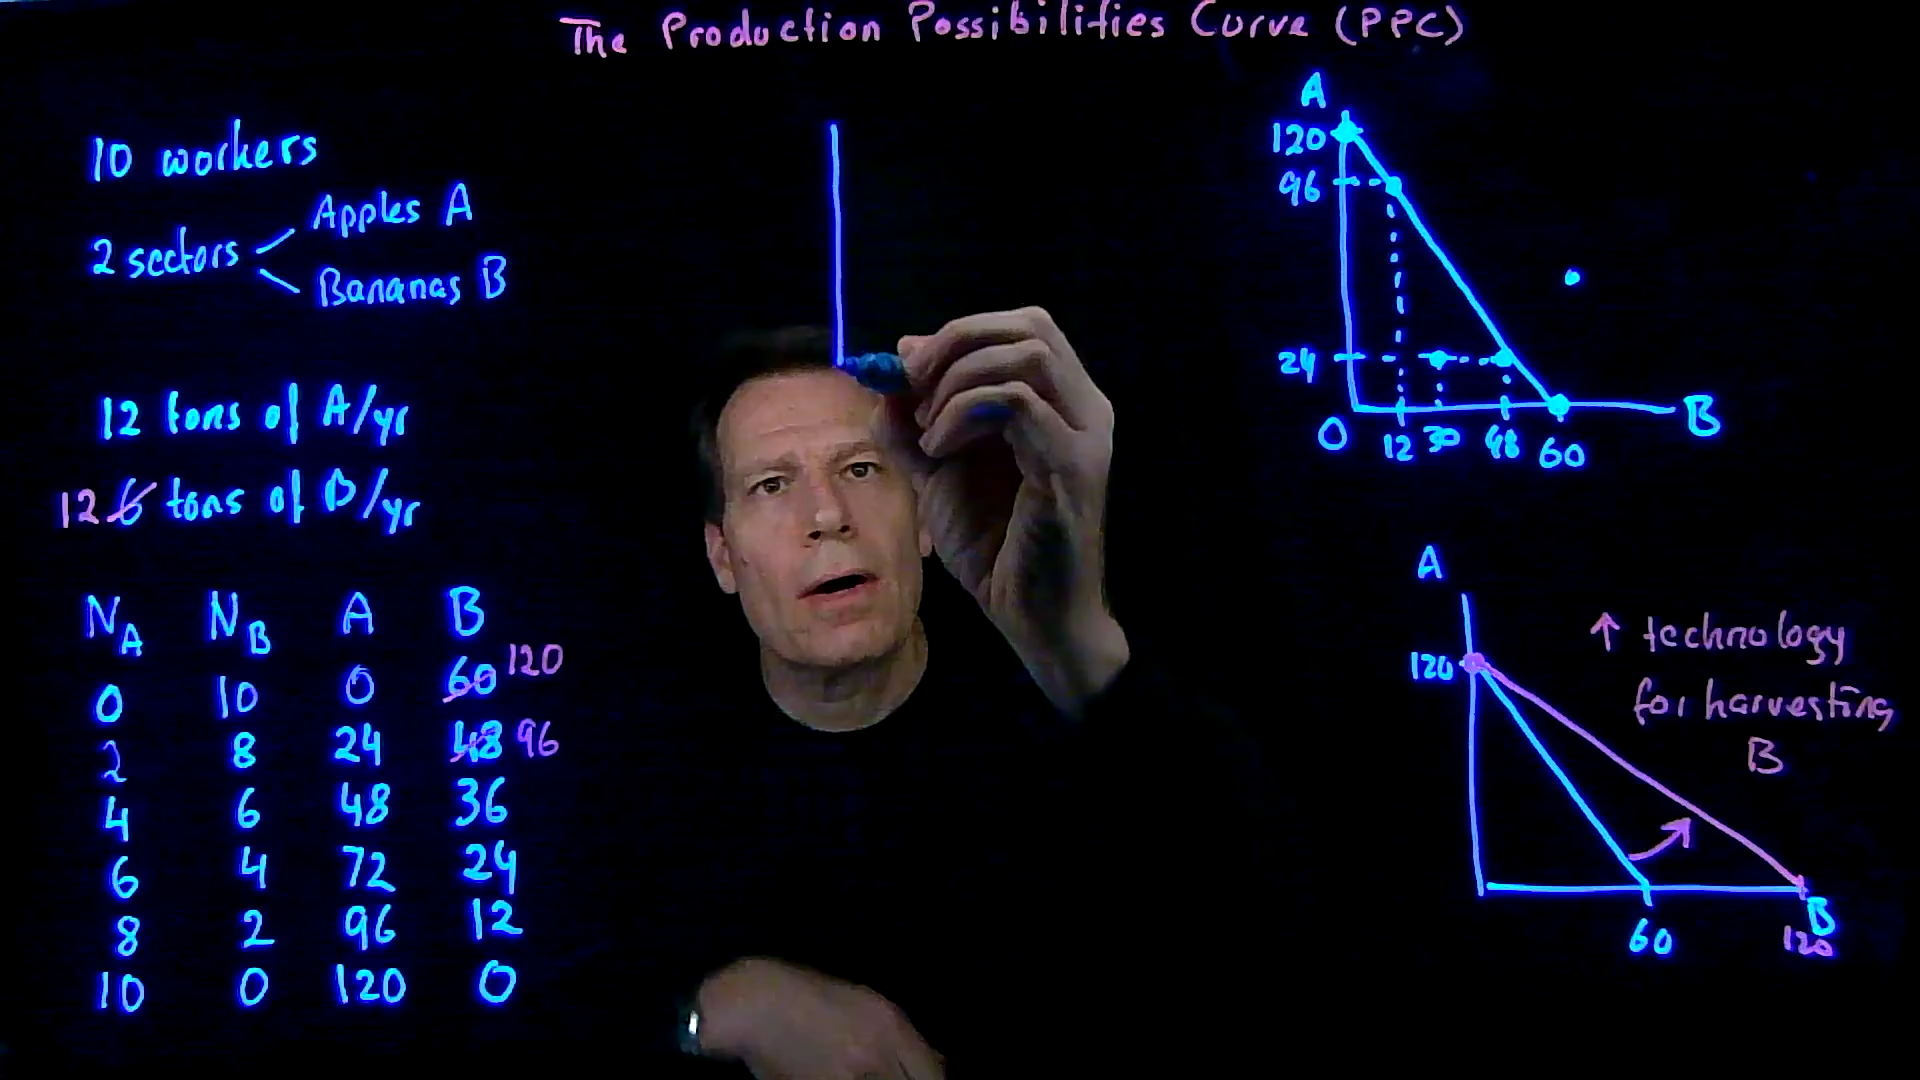 The Production Possibilities Curve (PPC)
10 workers
2 sectors
Apples A
Bananas B
12 tons of A/yr
12 6 tons of B/yr
N_A N_B A B
0 10 0 60 120
2 8 24 48 96
4 6 48 36
6 4 72 24
8 2 96 12
10 0 120 0
A
120
96
24
0 12 30 48 60
B
A
120
↑ technology
for harvesting
B
60
B
120